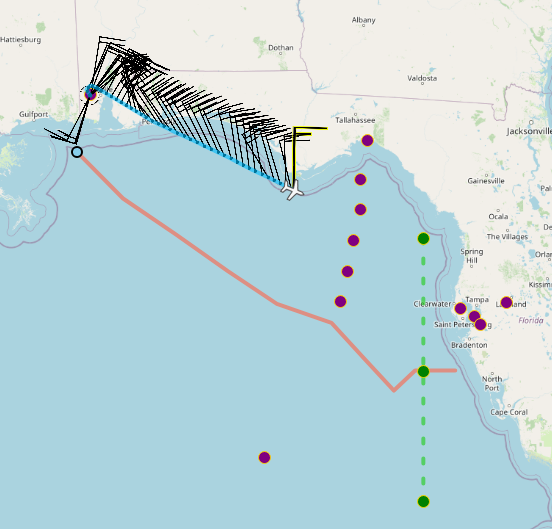 Albany
Hattiesburg
Dothan
Valdosta
Gulfport
Tallahassee
Jacksonville
Gainesville
Ocala
The Villages
Spring
Hill
Clearwater
Tampa
Saint Petersburg
Florida
Bradenton
North
Port
Cape Coral